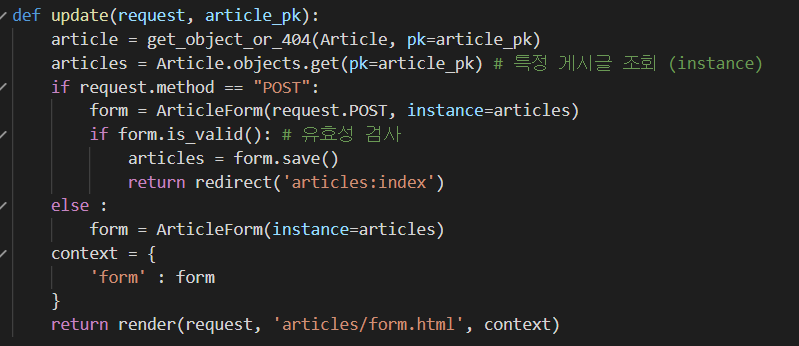 def update(request, article_pk):
    article = get_object_or_404(Article, pk=article_pk)
    articles = Article.objects.get(pk=article_pk) # 특정 게시글 조회 (instance)
    if request.method == "POST":
        form = ArticleForm(request.POST, instance=articles)
        if form.is_valid(): # 유효성 검사
            articles = form.save()
            return redirect('articles:index')
    else :
        form = ArticleForm(instance=articles)
    context = {
        'form' : form
    }
    return render(request, 'articles/form.html', context)